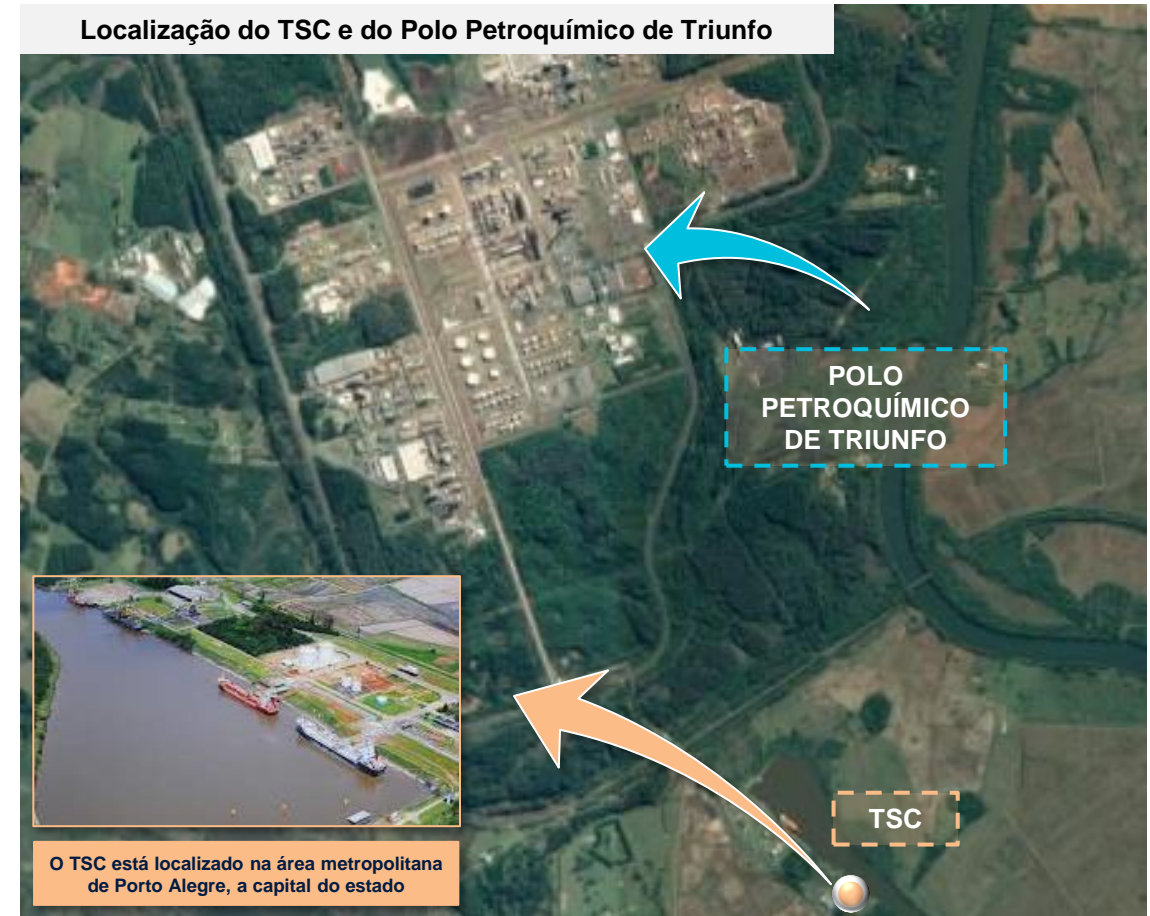 Localização do TSC e do Polo Petroquímico de Triunfo
POLO
PETROQUÍMICO
DE TRIUNFO
TSC
O TSC está localizado na área metropolitana
de Porto Alegre, a capital do estado